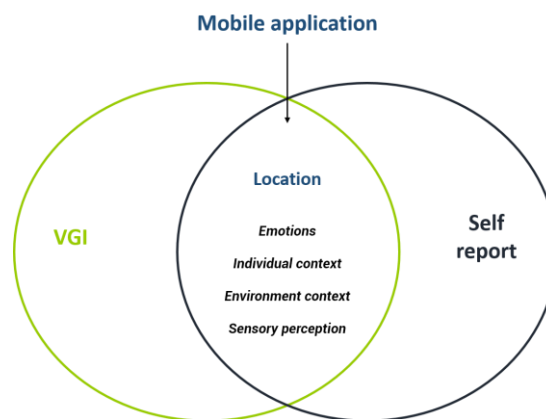 Mobile application
Location
VGI
Self
report
Emotions
Individual context
Environment context
Sensory perception